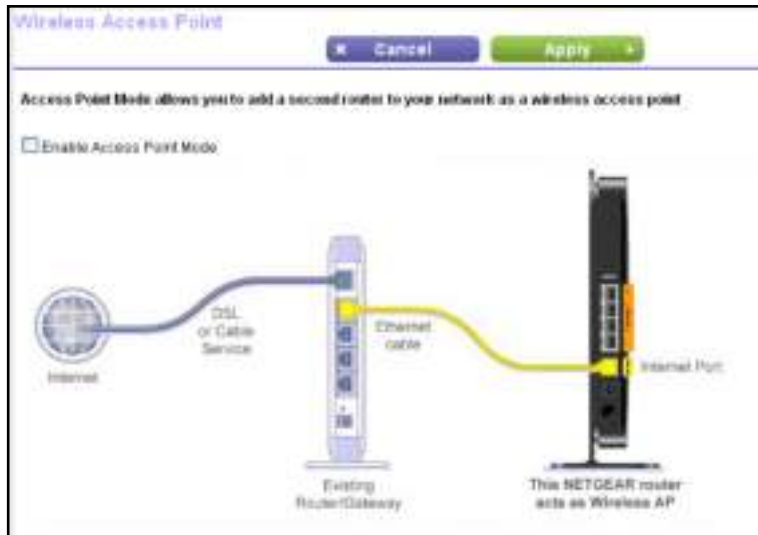 Wireless Access Point
Cancel
Apply
Access Point Mode allows you to add a second router to your network as a wireless access point
Enable Access Point Mode
DSL
or Cable
Service
Ethernet
cable
Internet
Internet Port
Existing
Router/Gateway
This NETGEAR router
acts as Wireless AP